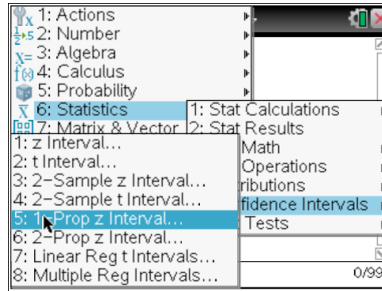 1: Actions
2: Number
3: Algebra
4: Calculus
5: Probability
6: Statistics
7: Matrix & Vector
1: Stat Calculations
2: Stat Results
Math
Operations
ributions
fidence Intervals
Tests
1: z Interval...
2: t Interval...
3: 2-Sample z Interval...
4: 2-Sample t Interval...
5: 1-Prop z Interval...
6: 2-Prop z Interval...
7: Linear Reg t Intervals...
8: Multiple Reg Intervals...
0/99